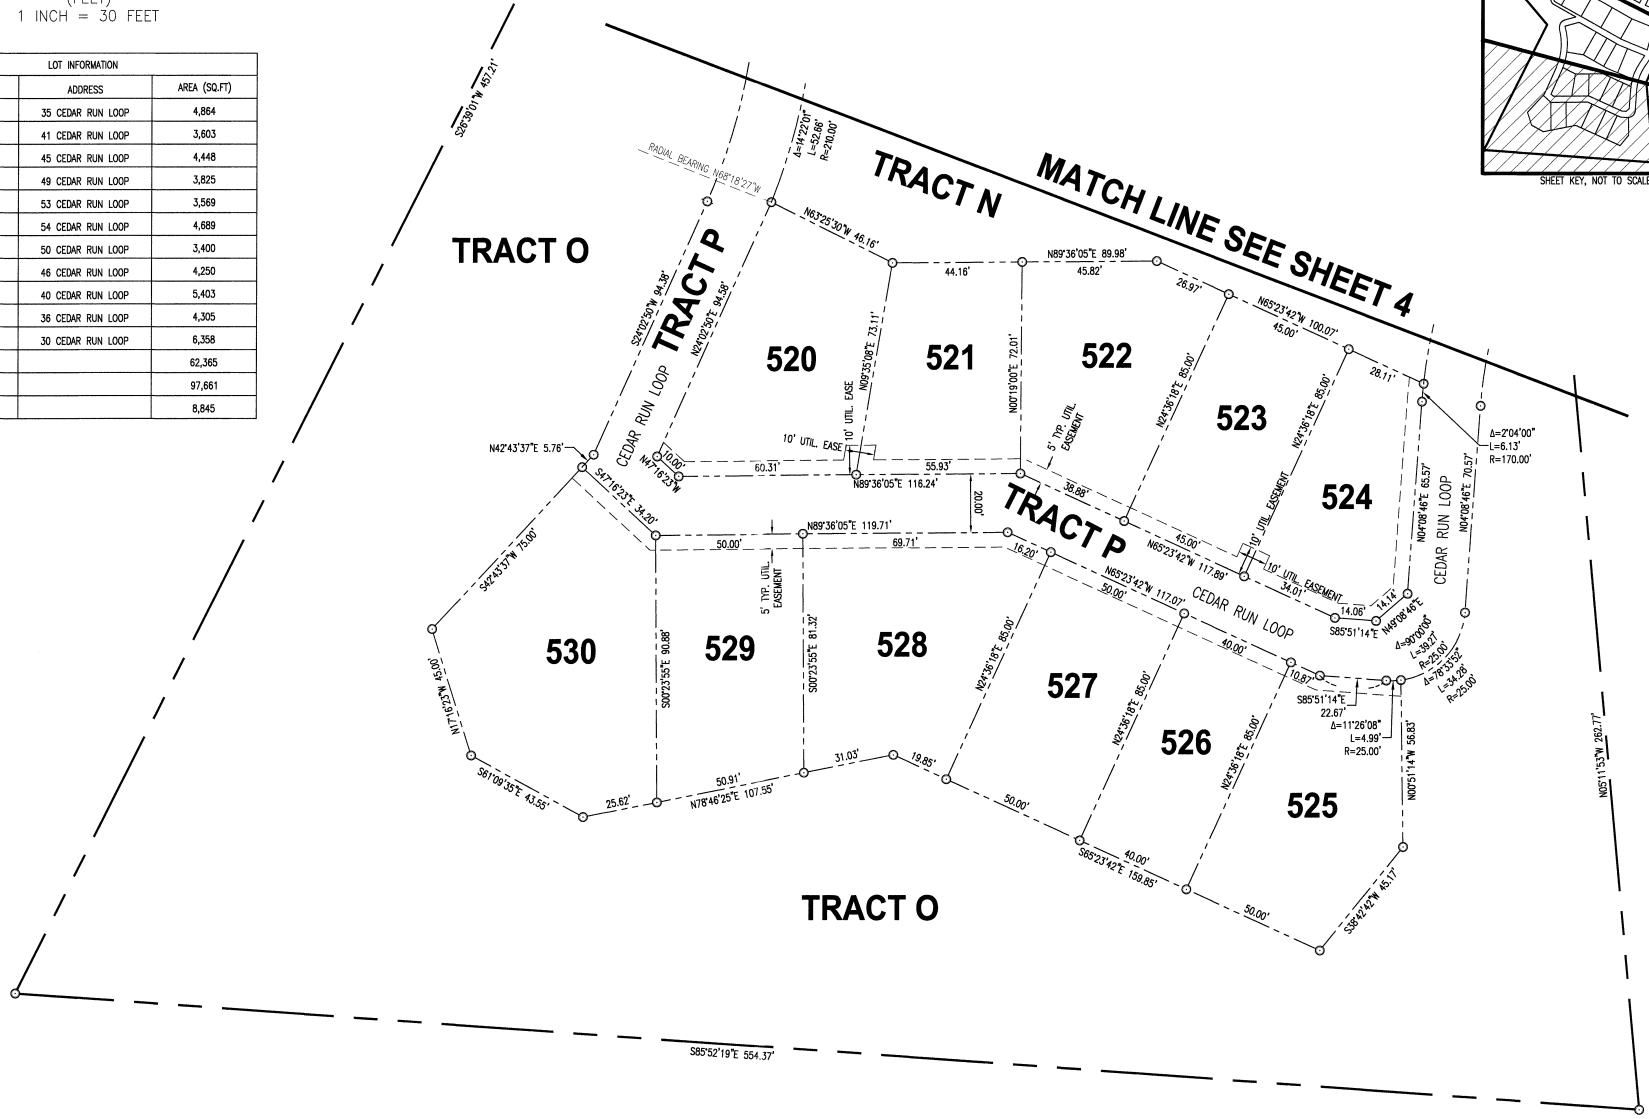 (FEET)
1 INCH = 30 FEET
LOT INFORMATION
ADDRESS AREA (SQ.FT)
35 CEDAR RUN LOOP 4,864
41 CEDAR RUN LOOP 3,603
45 CEDAR RUN LOOP 4,448
49 CEDAR RUN LOOP 3,825
53 CEDAR RUN LOOP 3,569
54 CEDAR RUN LOOP 4,689
50 CEDAR RUN LOOP 3,400
46 CEDAR RUN LOOP 4,250
40 CEDAR RUN LOOP 5,403
36 CEDAR RUN LOOP 4,305
30 CEDAR RUN LOOP 6,358
62,365
97,661
8,845
SHEET KEY, NOT TO SCALE
S26°39'01"W 457.21'
Δ=14°22'01"
L=52.66'
R=210.00'
RADIAL BEARING N68°18'27"W
TRACT N
MATCH LINE SEE SHEET 4
TRACT O
TRACT P
N63°25'30"W 46.16'
S24°02'50"W 94.38'
N24°02'50"E 94.58'
CEDAR RUN LOOP
44.16'
N89°36'05"E 89.98'
45.82'
26.97'
N65°23'42"W 100.07'
45.00'
28.11'
520
521
522
523
524
N09°35'08"E 73.11'
N00°19'00"E 72.01'
N24°36'18"E 85.00'
N24°36'18"E 85.00'
Δ=2°04'00"
L=6.13'
R=170.00'
N04°08'46"E 65.57'
CEDAR RUN LOOP
N04°08'46"E 70.57'
N42°43'37"E 5.76'
10.00'
N47°16'23"W
S47°16'23"E 34.20'
10' UTIL. EASE
10' UTIL. EASE
60.31'
55.93'
N89°36'05"E 116.24'
20.00'
5' TYP. UTIL.
EASEMENT
38.88'
TRACT P
45.00'
N65°23'42"W 117.89'
10' UTIL. EASEMENT
10' UTIL. EASEMENT
34.01'
14.06'
S85°51'14"E
14.14'
N49°08'46"E
Δ=90°00'00"
L=39.27'
R=25.00'
Δ=78°33'52"
L=34.28'
R=25.00'
N89°36'05"E 119.71'
50.00'
69.71'
5' TYP. UTIL.
EASEMENT
16.20'
50.00'
N65°23'42"W 117.07'
CEDAR RUN LOOP
40.00'
10.87'
S85°51'14"E
22.67'
Δ=11°26'08"
L=4.99'
R=25.00'
S42°43'37"W 75.00'
530
529
528
527
526
525
N17°16'23"W 45.00'
S00°23'55"E 90.88'
S00°23'55"E 81.32'
N24°36'18"E 85.00'
N24°36'18"E 85.00'
N24°36'18"E 85.00'
N00°51'14"W 56.83'
N05°11'53"W 262.77'
S61°09'35"E 43.55'
25.62'
50.91'
N78°46'25"E 107.55'
31.03'
19.85'
50.00'
40.00'
S65°23'42"E 159.85'
50.00'
S38°42'42"W 45.17'
TRACT O
S85°52'19"E 554.37'